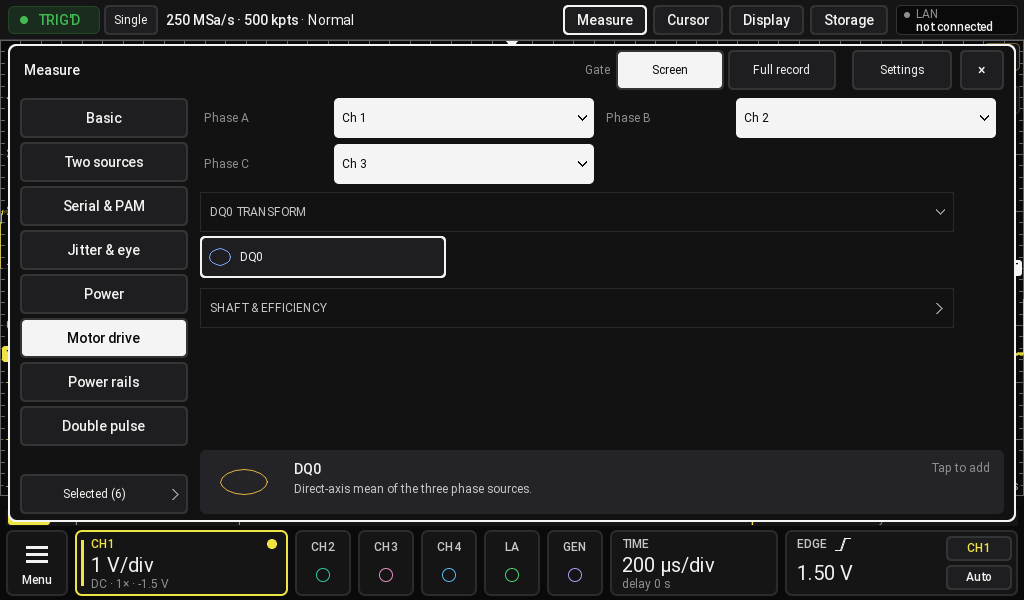 TRIG'D
Single
250 MSa/s · 500 kpts · Normal
Measure
Cursor
Display
Storage
LAN
not connected
Measure
Gate
Screen
Full record
Settings
×
Basic
Two sources
Serial & PAM
Jitter & eye
Power
Motor drive
Power rails
Double pulse
Selected (6)
Phase A
Ch 1
Phase B
Ch 2
Phase C
Ch 3
DQ0 TRANSFORM
DQ0
SHAFT & EFFICIENCY
DQ0
Direct-axis mean of the three phase sources.
Tap to add
Menu
CH1
1 V/div
DC · 1× · -1.5 V
CH2
CH3
CH4
LA
GEN
TIME
200 µs/div
delay 0 s
EDGE
1.50 V
CH1
Auto